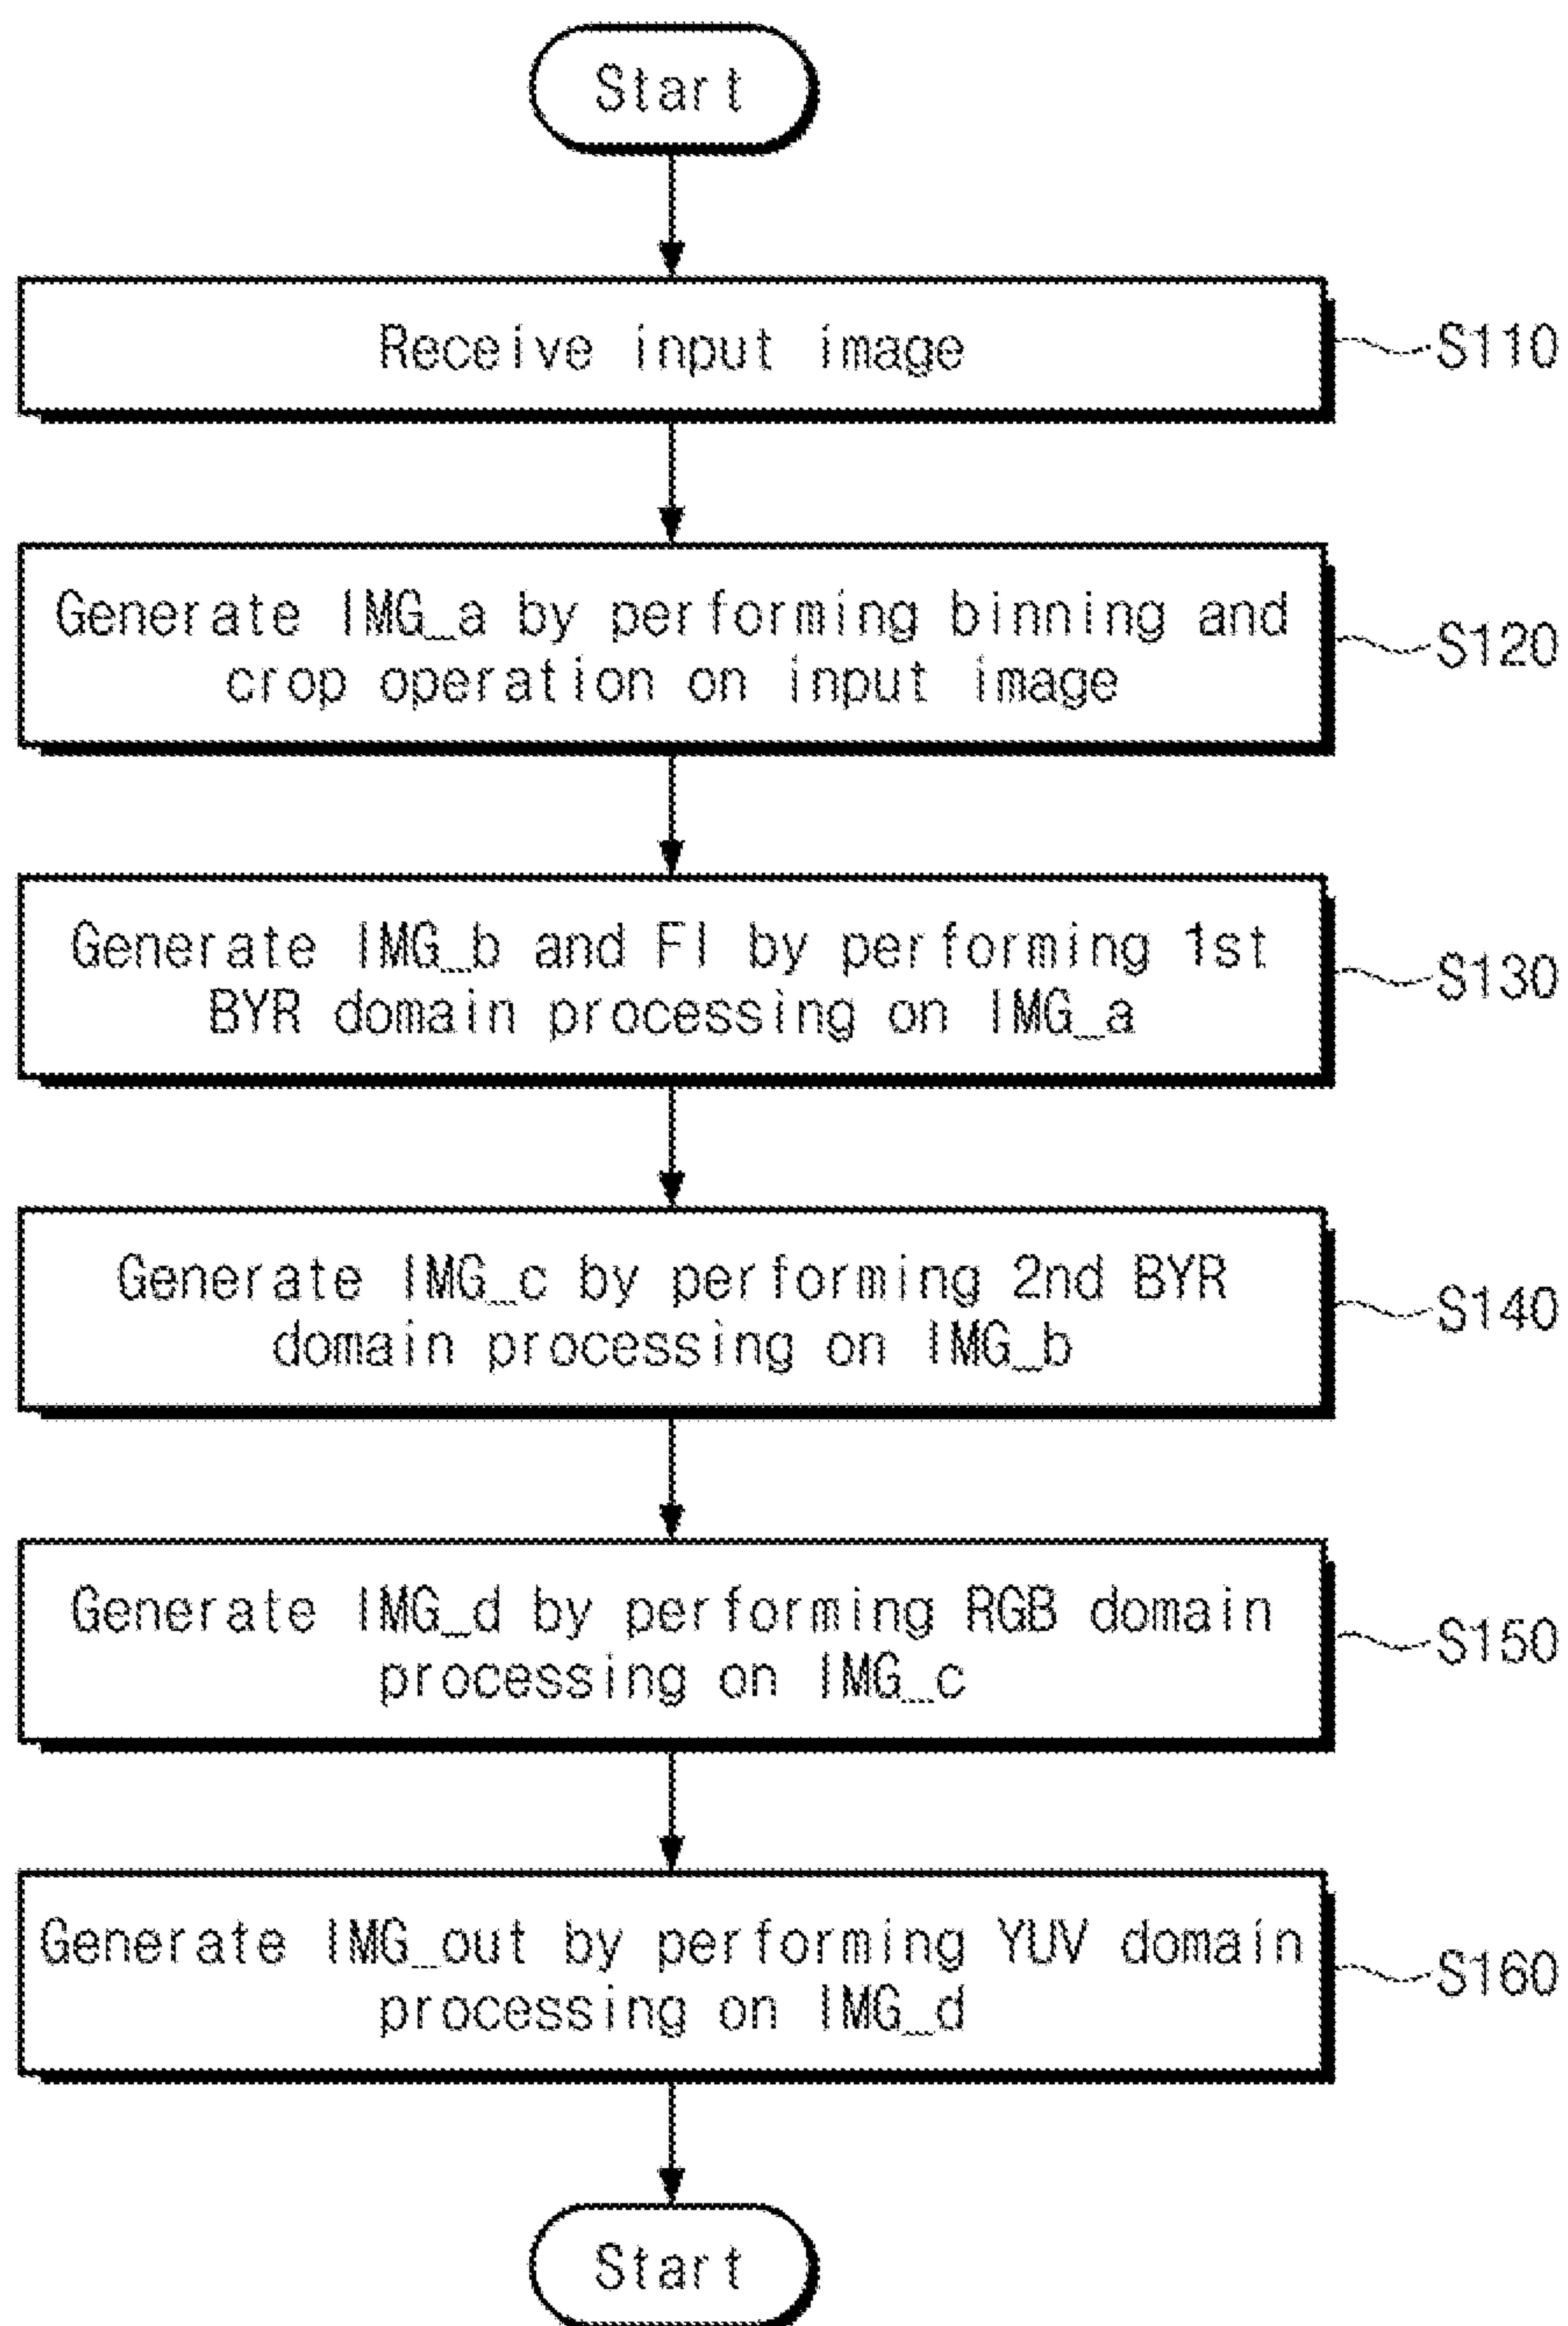 Start
Receive input image
S110
Generate IMG_a by performing binning and
crop operation on input image
S120
Generate IMG_b and FI by performing 1st
BYR domain processing on IMG_a
S130
Generate IMG_c by performing 2nd BYR
domain processing on IMG_b
S140
Generate IMG_d by performing RGB domain
processing on IMG_c
S150
Generate IMG_out by performing YUV domain
processing on IMG_d
S160
Start